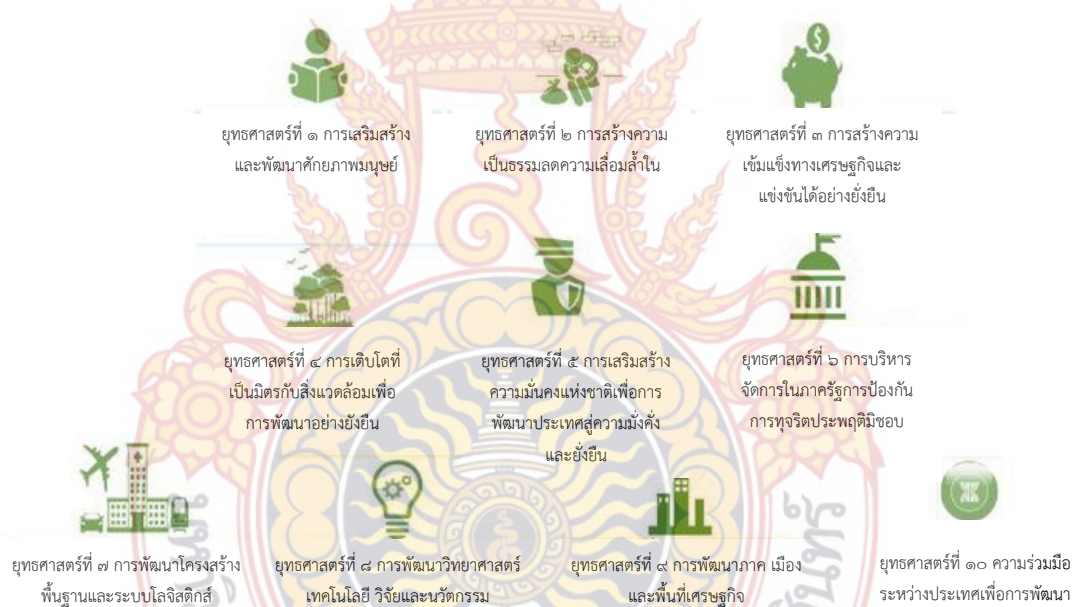 ยุทธศาสตร์ที่ ๑ การเสริมสร้าง
และพัฒนาศักยภาพมนุษย์
ยุทธศาสตร์ที่ ๒ การสร้างความ
เป็นธรรมลดความเลื่อมล้ำใน
ยุทธศาสตร์ที่ ๓ การสร้างความ
เข้มแข็งทางเศรษฐกิจและ
แข่งขันได้อย่างยั่งยืน
ยุทธศาสตร์ที่ ๔ การเติบโตที่
เป็นมิตรกับสิ่งแวดล้อมเพื่อ
การพัฒนาอย่างยังยืน
ยุทธศาสตร์ที่ ๕ การเสริมสร้าง
ความมั่นคงแห่งชาติเพื่อการ
พัฒนาประเทศสู่ความมั่งคั่ง
และยั่งยืน
ยุทธศาสตร์ที่ ๖ การบริหาร
จัดการในภาครัฐการป้องกัน
การทุจริตประพฤติมิชอบ
ยุทธศาสตร์ที่ ๗ การพัฒนาโครงสร้าง
พื้นฐานและระบบโลจิสติกส์
ยุทธศาสตร์ที่ ๘ การพัฒนาวิทยาศาสตร์
เทคโนโลยี วิจัยและนวัตกรรม
ยุทธศาสตร์ที่ ๙ การพัฒนาภาค เมือง
และพื้นที่เศรษฐกิจ
ยุทธศาสตร์ที่ ๑๐ ความร่วมมือ
ระหว่างประเทศเพื่อการพัฒนา